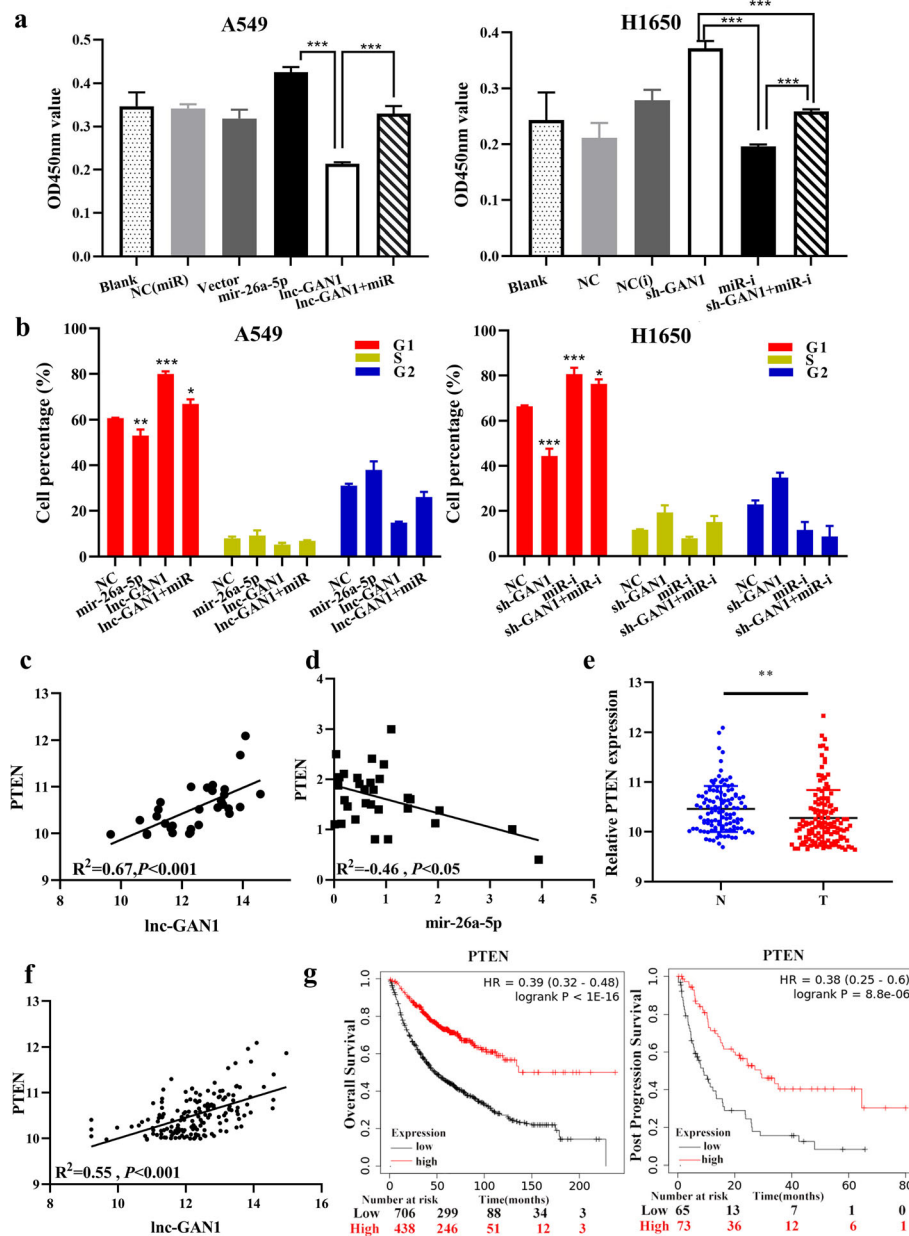 a
A549
H1650
OD450nm value
0.5
0.4
0.3
0.2
0.1
0.0
***
***
Blank
NC(miR)
Vector
mir-26a-5p
lnc-GAN1
lnc-GAN1+miR
OD450nm value
0.4
0.3
0.2
0.1
0.0
***
***
***
Blank
NC
NC(i)
sh-GAN1
miR-i
sh-GAN1+miR-i
b
A549
H1650
Cell percentage (%)
100
80
60
40
20
0
G1
S
G2
**
***
*
NC
mir-26a-5p
lnc-GAN1
lnc-GAN1+miR
NC
mir-26a-5p
lnc-GAN1
lnc-GAN1+miR
NC
mir-26a-5p
lnc-GAN1
lnc-GAN1+miR
Cell percentage (%)
100
80
60
40
20
0
G1
S
G2
***
***
*
NC
sh-GAN1
miR-i
sh-GAN1+miR-i
NC
sh-GAN1
miR-i
sh-GAN1+miR-i
NC
sh-GAN1
miR-i
sh-GAN1+miR-i
c
PTEN
13
12
11
10
9
R²=0.67,P<0.001
8 10 12 14 16
lnc-GAN1
d
PTEN
4
3
2
1
0
R²=-0.46 , P<0.05
0 1 2 3 4 5
mir-26a-5p
e
Relative PTEN expression
13
12
11
10
9
**
N T
f
PTEN
13
12
11
10
9
R²=0.55 , P<0.001
8 10 12 14 16
lnc-GAN1
g
PTEN
HR = 0.39 (0.32 - 0.48)
logrank P < 1E-16
Overall Survival
1.0
0.8
0.6
0.4
0.2
0.0
Expression
low
high
0 50 100 150 200
Number at risk Time(months)
Low 706 299 88 34 3
High 438 246 51 12 3
PTEN
HR = 0.38 (0.25 - 0.6)
logrank P = 8.8e-06
Post Progression Survival
1.0
0.8
0.6
0.4
0.2
0.0
Expression
low
high
0 20 40 60 80
Number at risk Time(months)
Low 65 13 7 1 0
High 73 36 12 6 1